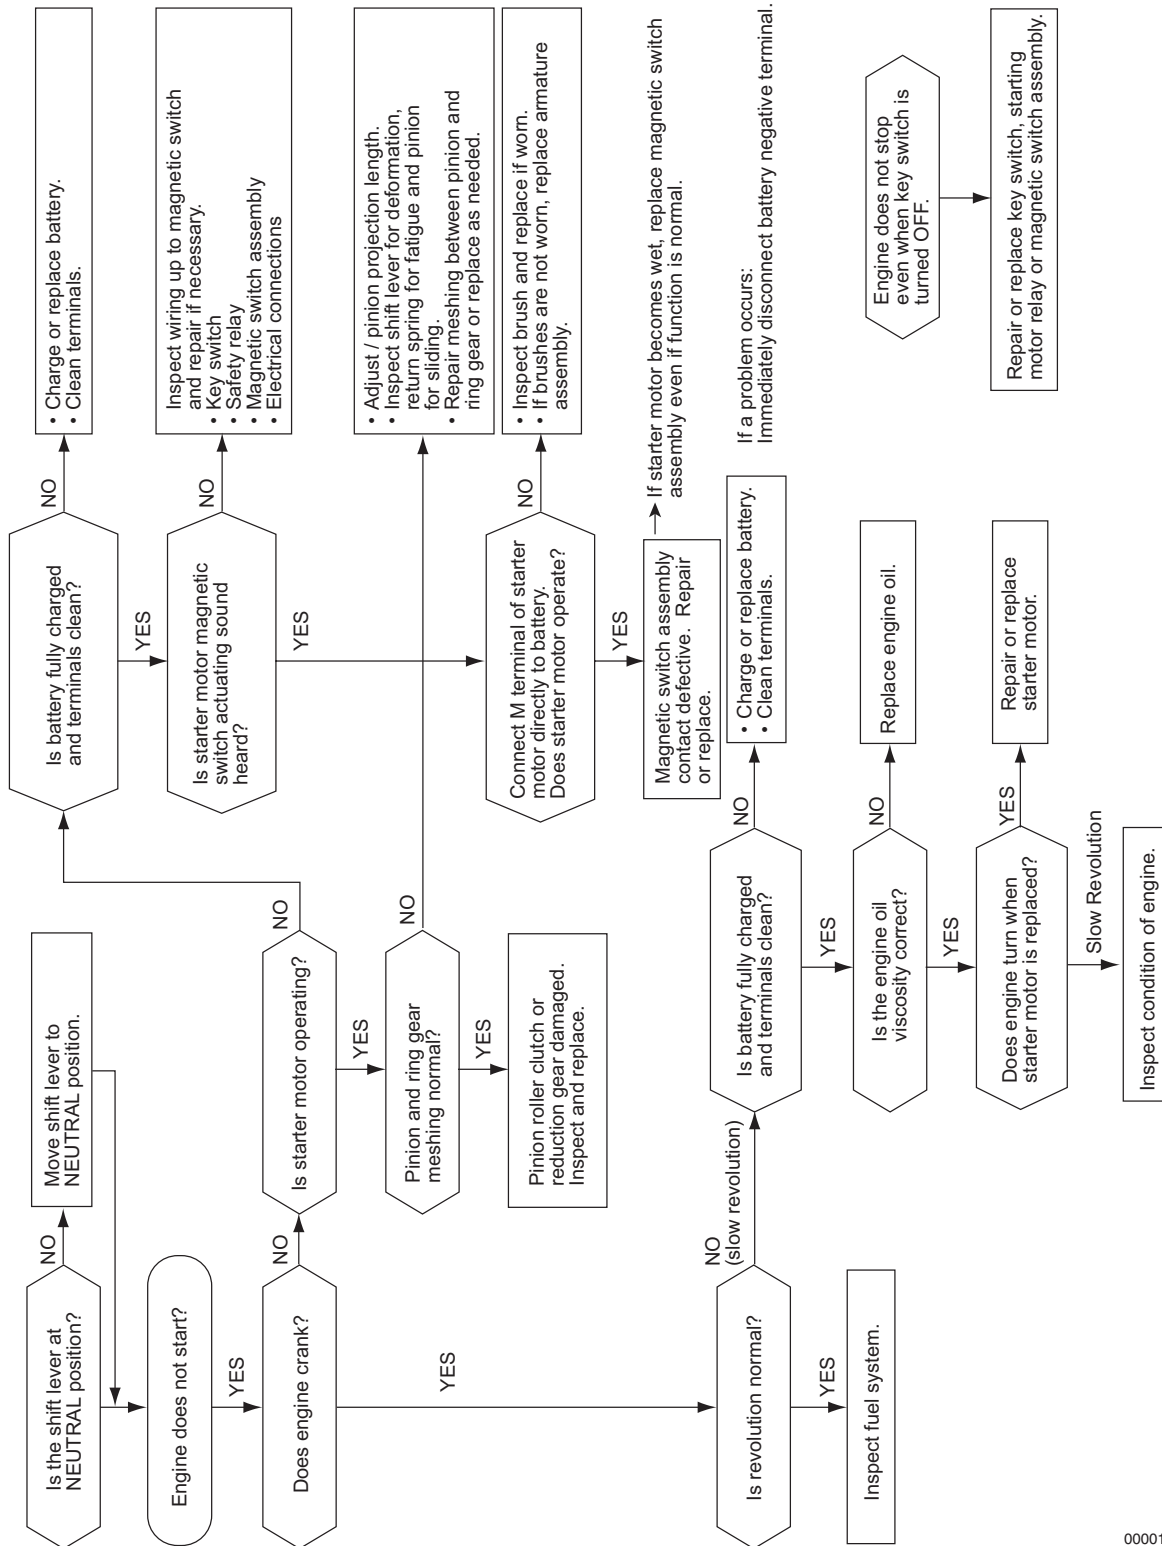 Is the shift lever at
NEUTRAL position?
NO
Move shift lever to
NEUTRAL position.
Engine does not start?
YES
Does engine crank?
NO
Is starter motor operating?
NO
Is battery fully charged
and terminals clean?
NO
• Charge or replace battery.
• Clean terminals.
YES
Is starter motor magnetic
switch actuating sound
heard?
NO
Inspect wiring up to magnetic switch
and repair if necessary.
• Key switch
• Safety relay
• Magnetic switch assembly
• Electrical connections
YES
YES
Pinion and ring gear
meshing normal?
NO
• Adjust / pinion projection length.
• Inspect shift lever for deformation,
return spring for fatigue and pinion
for sliding.
• Repair meshing between pinion and
ring gear or replace as needed.
YES
Pinion roller clutch or
reduction gear damaged.
Inspect and replace.
Connect M terminal of starter
motor directly to battery.
Does starter motor operate?
NO
• Inspect brush and replace if worn.
• If brushes are not worn, replace armature
assembly.
YES
Magnetic switch assembly
contact defective. Repair
or replace.
If starter motor becomes wet, replace magnetic switch
assembly even if function is normal.
YES
Is revolution normal?
NO
(slow revolution)
Is battery fully charged
and terminals clean?
NO
• Charge or replace battery.
• Clean terminals.
If a problem occurs:
Immediately disconnect battery negative terminal.
YES
Inspect fuel system.
YES
Is the engine oil
viscosity correct?
NO
Replace engine oil.
YES
Does engine turn when
starter motor is replaced?
YES
Repair or replace
starter motor.
Slow Revolution
Inspect condition of engine.
Engine does not stop
even when key switch is
turned OFF.
Repair or replace key switch, starting
motor relay or magnetic switch assembly.
00001